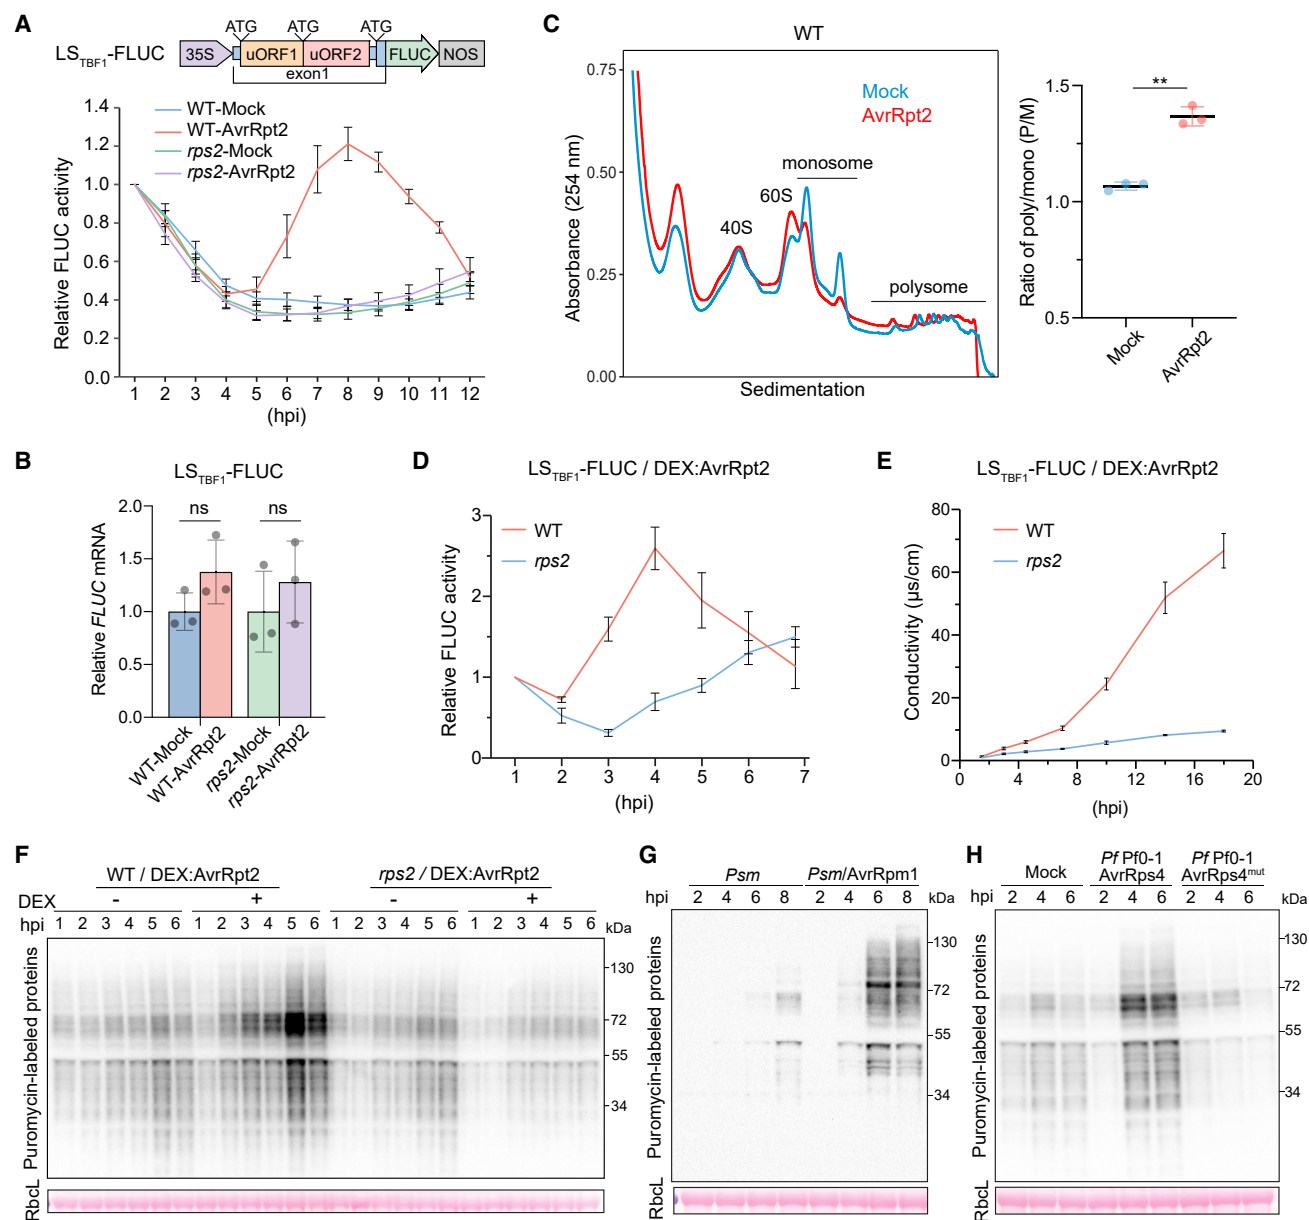 A
LS_TBF1-FLUC
ATG ATG ATG
35S uORF1 uORF2 FLUC NOS
exon1
WT-Mock
WT-AvrRpt2
rps2-Mock
rps2-AvrRpt2
Relative FLUC activity
1.4
1.2
1.0
0.8
0.6
0.4
0.2
0.0
1 2 3 4 5 6 7 8 9 10 11 12
(hpi)
C
WT
Mock
AvrRpt2
monosome
60S
40S
polysome
Absorbance (254 nm)
0.75
0.50
0.25
0.00
Sedimentation
Ratio of poly/mono (P/M)
**
1.5
1.0
0.5
Mock
AvrRpt2
B
LS_TBF1-FLUC
ns ns
Relative FLUC mRNA
2.0
1.5
1.0
0.5
0.0
WT-Mock
WT-AvrRpt2
rps2-Mock
rps2-AvrRpt2
D
LS_TBF1-FLUC / DEX:AvrRpt2
WT
rps2
Relative FLUC activity
3
2
1
0
1 2 3 4 5 6 7
(hpi)
E
LS_TBF1-FLUC / DEX:AvrRpt2
WT
rps2
Conductivity (µs/cm)
80
60
40
20
0
0 4 8 12 16 20
(hpi)
F
WT / DEX:AvrRpt2 rps2 / DEX:AvrRpt2
DEX - + - +
hpi 1 2 3 4 5 6 1 2 3 4 5 6 1 2 3 4 5 6 1 2 3 4 5 6 kDa
Puromycin-labeled proteins
130
72
55
34
RbcL
G
Psm Psm/AvrRpm1
hpi 2 4 6 8 2 4 6 8 kDa
Puromycin-labeled proteins
130
72
55
34
RbcL
H
Mock
Pf Pf0-1
AvrRps4
Pf Pf0-1
AvrRps4^mut
hpi 2 4 6 2 4 6 2 4 6 kDa
Puromycin-labeled proteins
130
72
55
34
RbcL